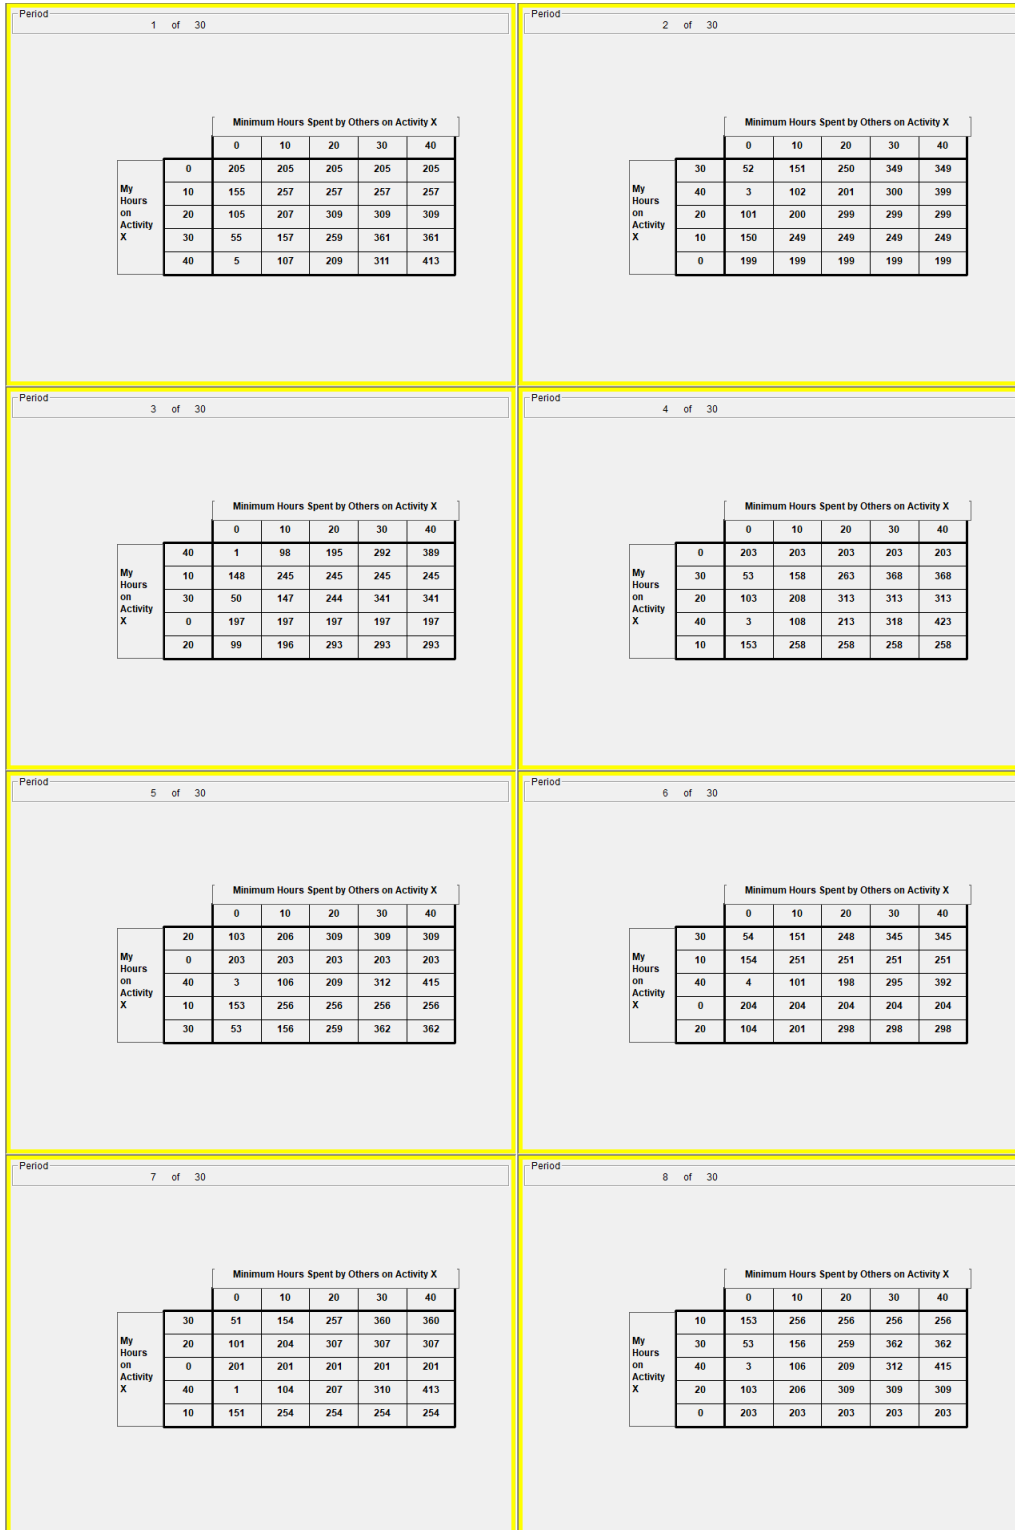 Period
1 of 30
Minimum Hours Spent by Others on Activity X
0 10 20 30 40
My Hours on Activity X
0 205 205 205 205 205
10 155 257 257 257 257
20 105 207 309 309 309
30 55 157 259 361 361
40 5 107 209 311 413
Period
2 of 30
Minimum Hours Spent by Others on Activity X
0 10 20 30 40
My Hours on Activity X
30 52 151 250 349 349
40 3 102 201 300 399
20 101 200 299 299 299
10 150 249 249 249 249
0 199 199 199 199 199
Period
3 of 30
Minimum Hours Spent by Others on Activity X
0 10 20 30 40
My Hours on Activity X
40 1 98 195 292 389
10 148 245 245 245 245
30 50 147 244 341 341
0 197 197 197 197 197
20 99 196 293 293 293
Period
4 of 30
Minimum Hours Spent by Others on Activity X
0 10 20 30 40
My Hours on Activity X
0 203 203 203 203 203
30 53 158 263 368 368
20 103 208 313 313 313
40 3 108 213 318 423
10 153 258 258 258 258
Period
5 of 30
Minimum Hours Spent by Others on Activity X
0 10 20 30 40
My Hours on Activity X
20 103 206 309 309 309
0 203 203 203 203 203
40 3 106 209 312 415
10 153 256 256 256 256
30 53 156 259 362 362
Period
6 of 30
Minimum Hours Spent by Others on Activity X
0 10 20 30 40
My Hours on Activity X
30 54 151 248 345 345
10 154 251 251 251 251
40 4 101 198 295 392
0 204 204 204 204 204
20 104 201 298 298 298
Period
7 of 30
Minimum Hours Spent by Others on Activity X
0 10 20 30 40
My Hours on Activity X
30 51 154 257 360 360
20 101 204 307 307 307
0 201 201 201 201 201
40 1 104 207 310 413
10 151 254 254 254 254
Period
8 of 30
Minimum Hours Spent by Others on Activity X
0 10 20 30 40
My Hours on Activity X
10 153 256 256 256 256
30 53 156 259 362 362
40 3 106 209 312 415
20 103 206 309 309 309
0 203 203 203 203 203